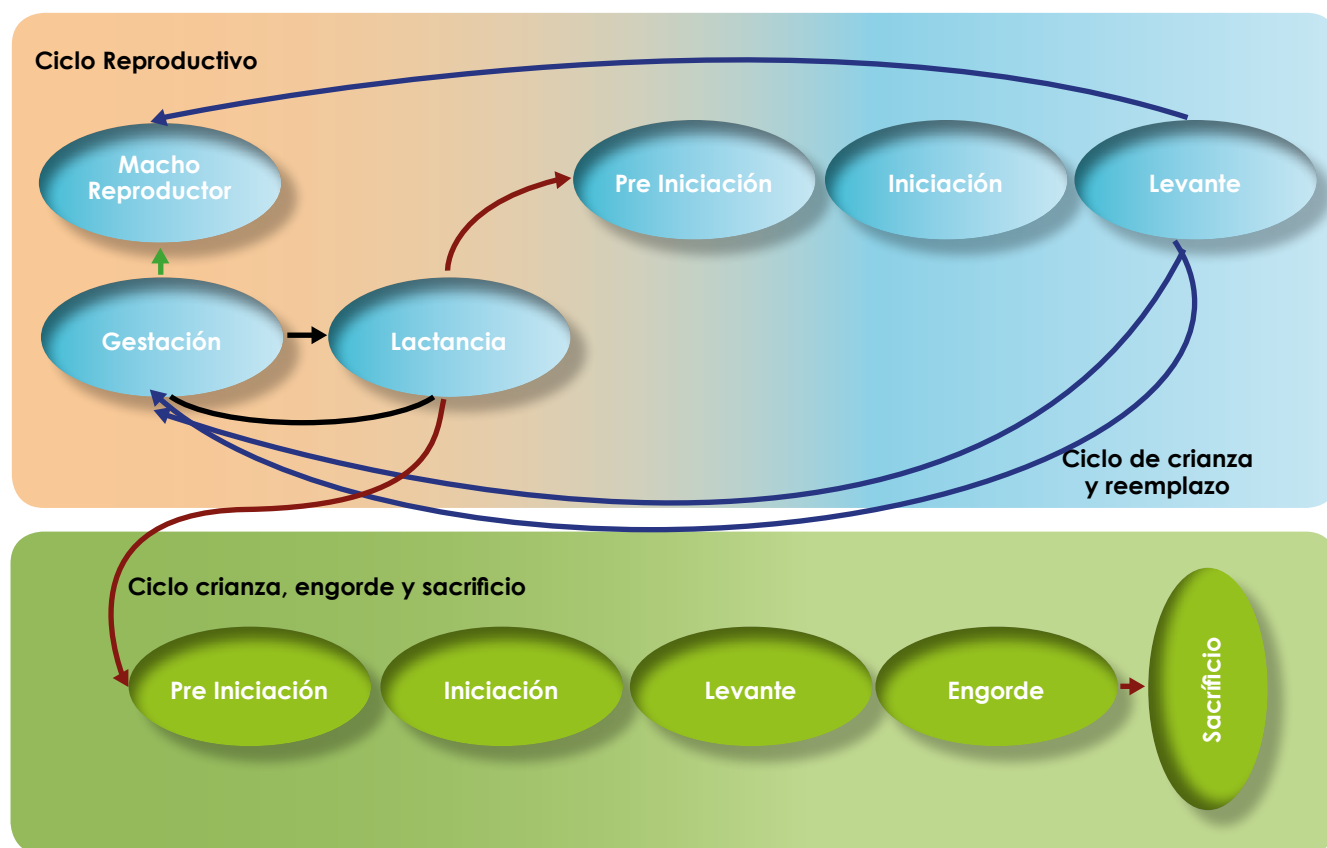 Ciclo Reproductivo
Macho
Reproductor
Pre Iniciación
Iniciación
Levante
Gestación
Lactancia
Ciclo de crianza
y reemplazo
Ciclo crianza, engorde y sacrificio
Pre Iniciación
Iniciación
Levante
Engorde
Sacríficio